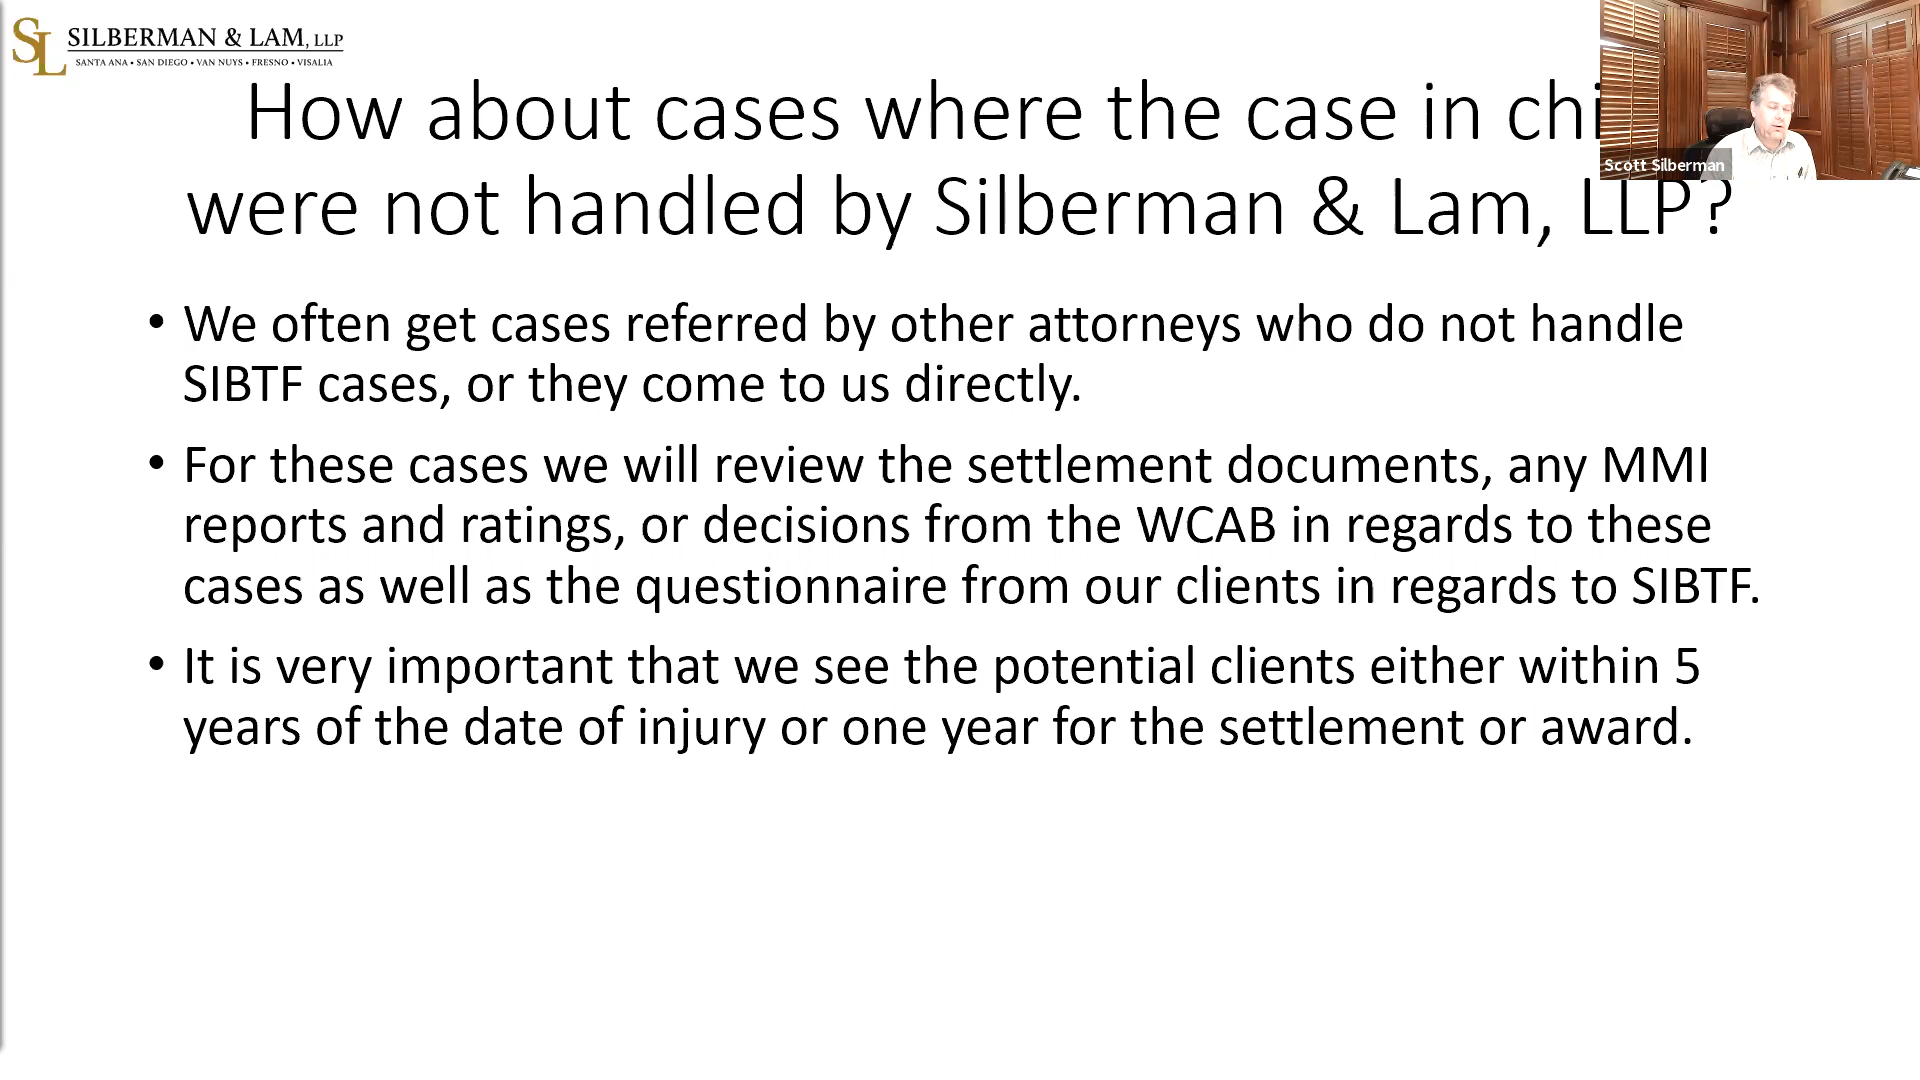 SL SILBERMAN & LAM, LLP
SANTA ANA • SAN DIEGO • VAN NUYS • FRESNO • VISALIA
How about cases where the case in
were not handled by Silberman & Lam, LLP?
Scott Silberman
• We often get cases referred by other attorneys who do not handle
SIBTF cases, or they come to us directly.
• For these cases we will review the settlement documents, any MMI
reports and ratings, or decisions from the WCAB in regards to these
cases as well as the questionnaire from our clients in regards to SIBTF.
• It is very important that we see the potential clients either within 5
years of the date of injury or one year for the settlement or award.